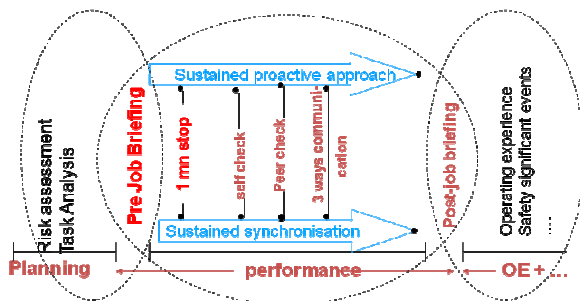 Sustained proactive approach
Risk assessment
Task Analysis
Pre Job Briefing
1 mn stop
self check
Peer check
3 ways communi-
cation
Post-job briefing
Operating experience
Safety significant events
....
Sustained synchronisation
Planning
performance
OE + ...